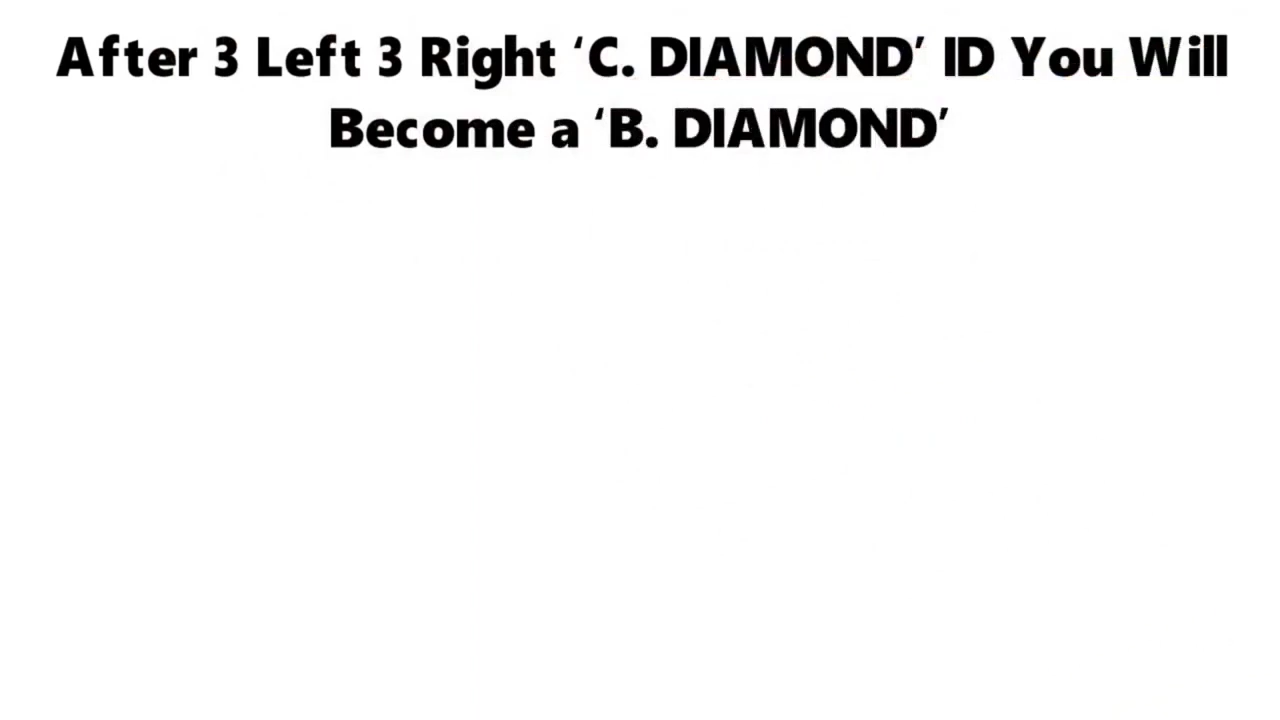 After 3 Left 3 Right ‘C. DIAMOND’ ID You Will
Become a ‘B. DIAMOND’